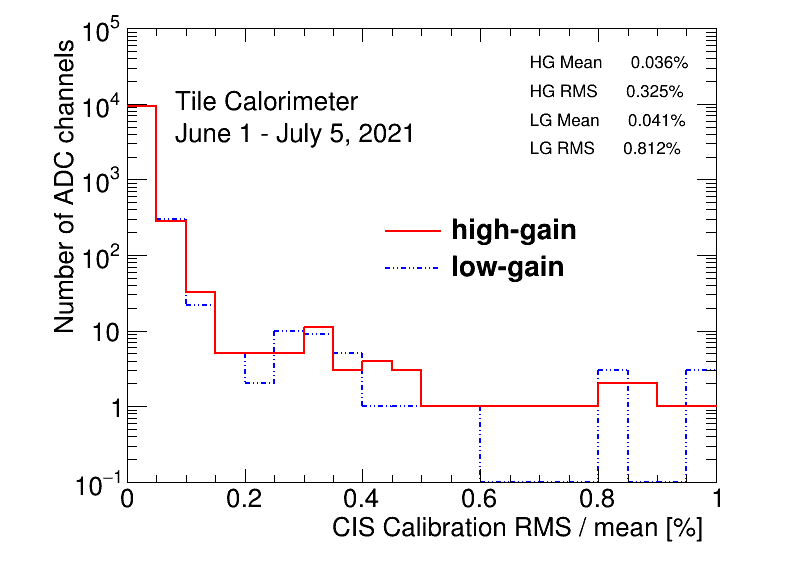 10^5
10^4
10^3
10^2
10
1
10^−1
Number of ADC channels
Tile Calorimeter
June 1 - July 5, 2021
HG Mean 0.036%
HG RMS 0.325%
LG Mean 0.041%
LG RMS 0.812%
high-gain
low-gain
0 0.2 0.4 0.6 0.8 1
CIS Calibration RMS / mean [%]